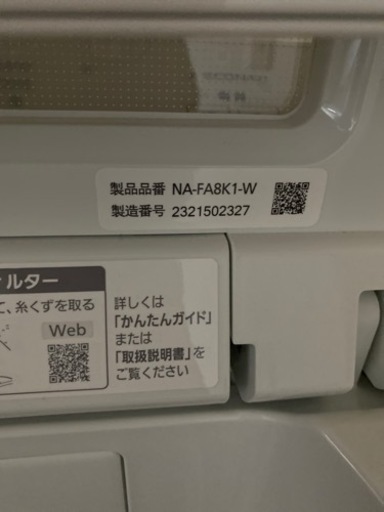 製品品番 NA-FA8K1-W
製造番号 2321502327
ルター
て、糸くずを取る
Web
詳しくは
「かんたんガイド」
または
「取扱説明書」を
ご覧ください